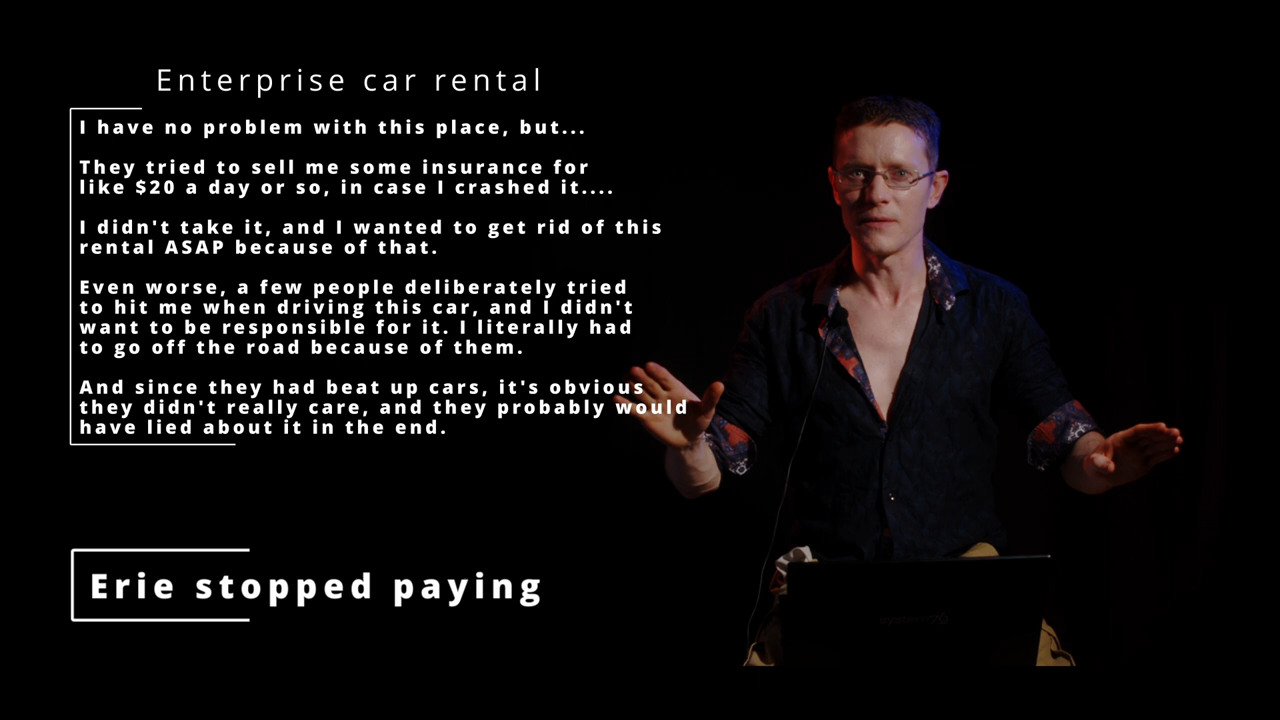 Enterprise car rental
I have no problem with this place, but...
They tried to sell me some insurance for
like $20 a day or so, in case I crashed it....
I didn't take it, and I wanted to get rid of this
rental ASAP because of that.
Even worse, a few people deliberately tried
to hit me when driving this car, and I didn't
want to be responsible for it. I literally had
to go off the road because of them.
And since they had beat up cars, it's obvious
they didn't really care, and they probably would
have lied about it in the end.
Erie stopped paying